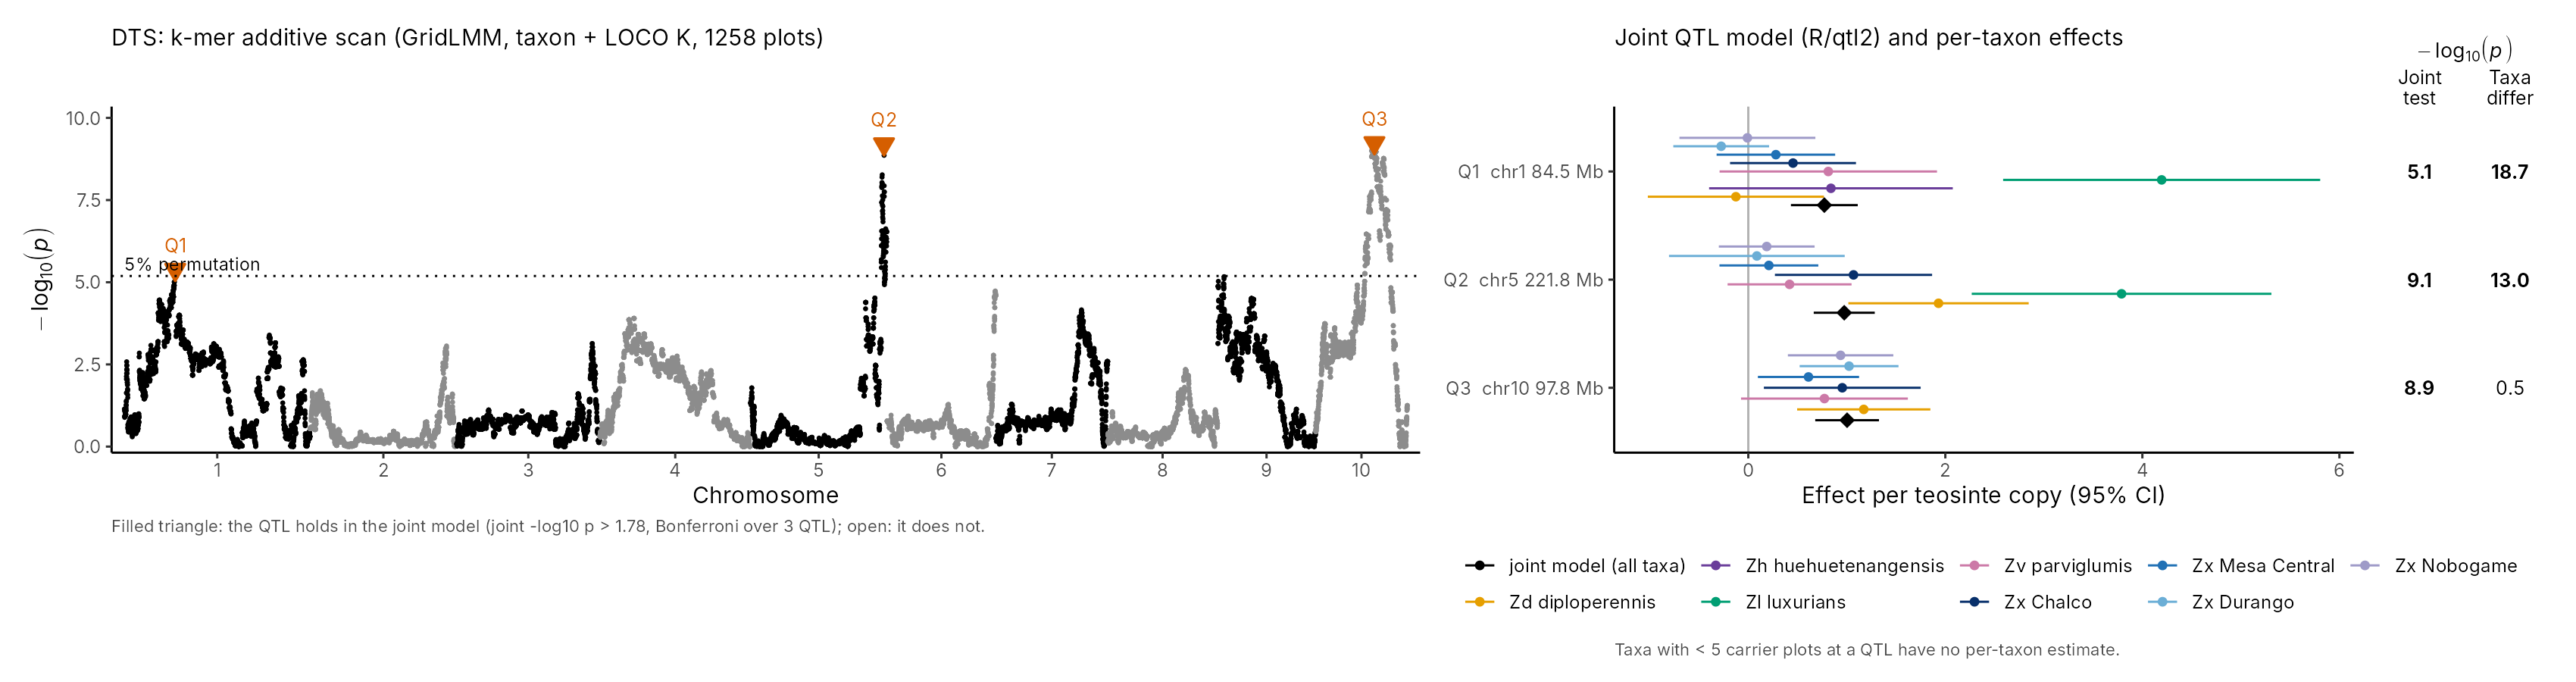 DTS: k-mer additive scan (GridLMM, taxon + LOCO K, 1258 plots)
− log10(p)
10.0
7.5
5.0
2.5
0.0
Q1
Q2
Q3
5% permutation
1 2 3 4 5 6 7 8 9 10
Chromosome
Filled triangle: the QTL holds in the joint model (joint -log10 p > 1.78, Bonferroni over 3 QTL); open: it does not.
Joint QTL model (R/qtl2) and per-taxon effects
− log10(p)
Joint test
Taxa differ
Q1 chr1 84.5 Mb 5.1 18.7
Q2 chr5 221.8 Mb 9.1 13.0
Q3 chr10 97.8 Mb 8.9 0.5
0 2 4 6
Effect per teosinte copy (95% CI)
joint model (all taxa) Zh huehuetenangensis Zv parviglumis Zx Mesa Central Zx Nobogame
Zd diploperennis Zl luxurians Zx Chalco Zx Durango
Taxa with < 5 carrier plots at a QTL have no per-taxon estimate.